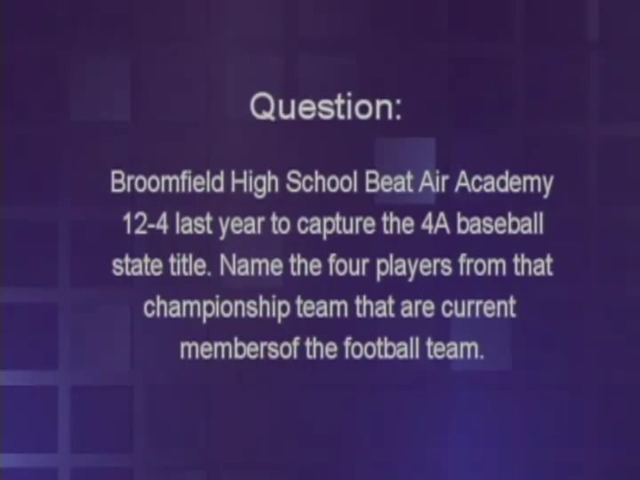 Question:
Broomfield High School Beat Air Academy
12-4 last year to capture the 4A baseball
state title. Name the four players from that
championship team that are current
membersof the football team.